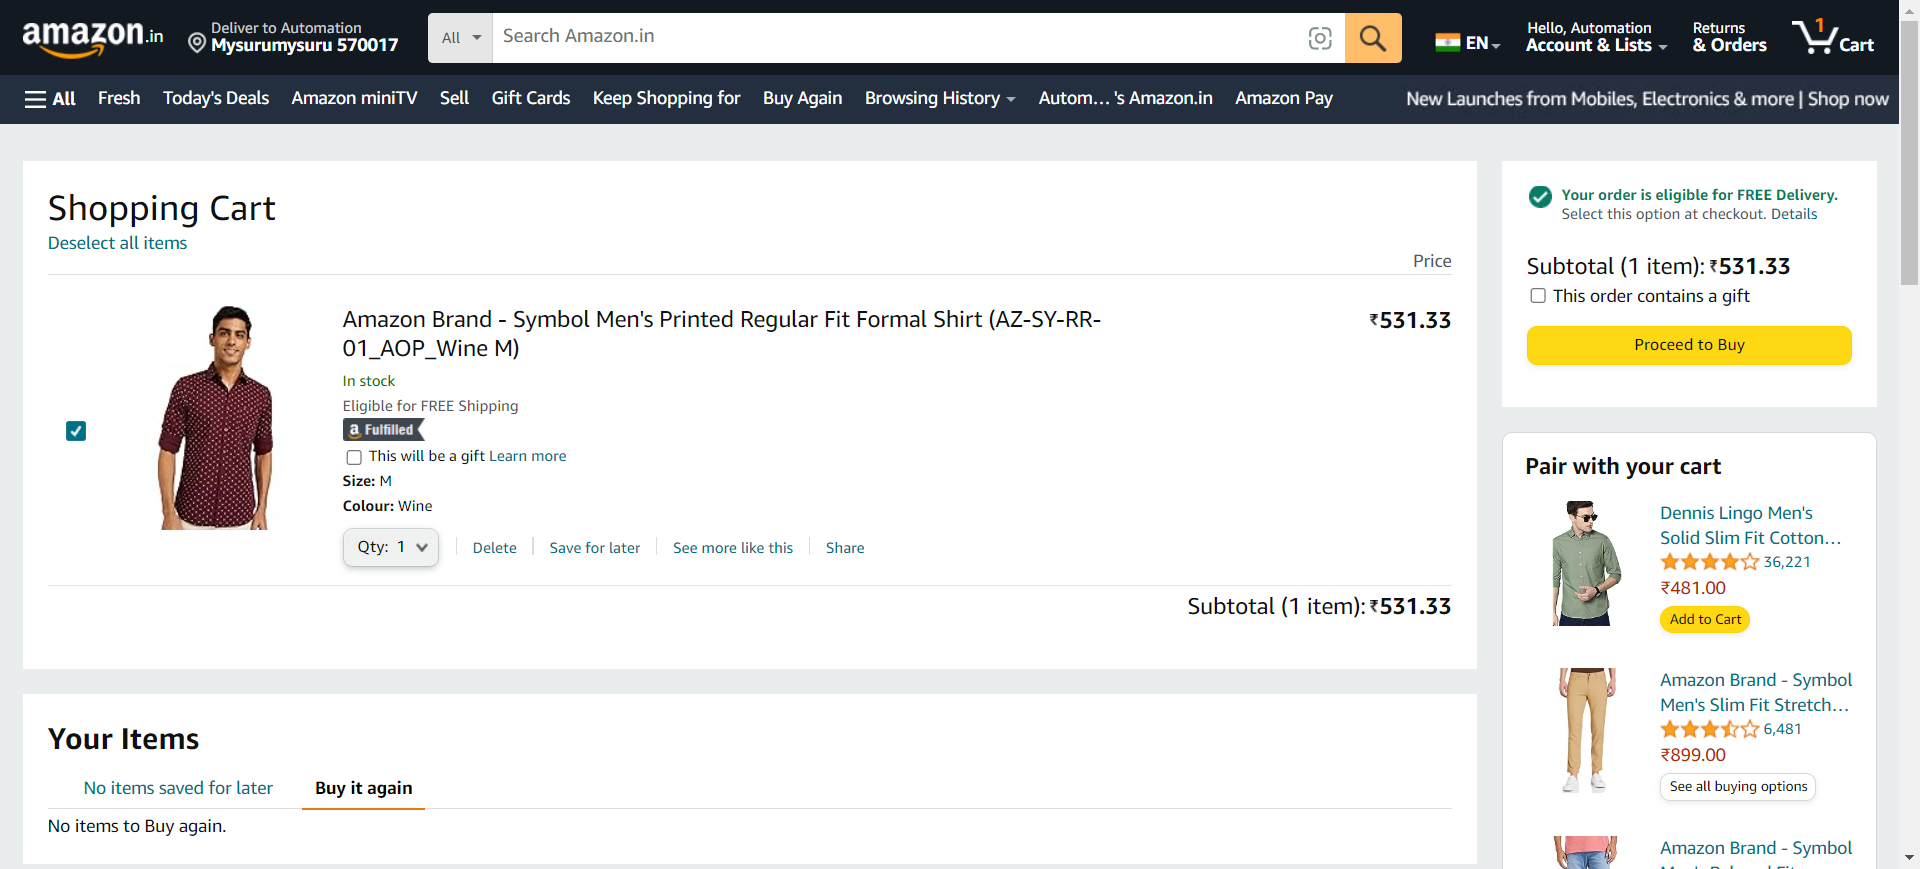 amazon.in
Deliver to Automation
Mysurumysuru 570017
All
Search Amazon.in
EN
Hello, Automation
Account & Lists
Returns
& Orders
1
Cart
All
Fresh
Today's Deals
Amazon miniTV
Sell
Gift Cards
Keep Shopping for
Buy Again
Browsing History
Autom... 's Amazon.in
Amazon Pay
New Launches from Mobiles, Electronics & more | Shop now
Shopping Cart
Deselect all items
Price
Amazon Brand - Symbol Men's Printed Regular Fit Formal Shirt (AZ-SY-RR-
01_AOP_Wine M)
₹531.33
In stock
Eligible for FREE Shipping
a Fulfilled
This will be a gift Learn more
Size: M
Colour: Wine
Qty: 1
Delete
Save for later
See more like this
Share
Subtotal (1 item): ₹531.33
Your Items
No items saved for later
Buy it again
No items to Buy again.
Your order is eligible for FREE Delivery.
Select this option at checkout. Details
Subtotal (1 item): ₹531.33
This order contains a gift
Proceed to Buy
Pair with your cart
Dennis Lingo Men's
Solid Slim Fit Cotton...
36,221
₹481.00
Add to Cart
Amazon Brand - Symbol
Men's Slim Fit Stretch...
6,481
₹899.00
See all buying options
Amazon Brand - Symbol